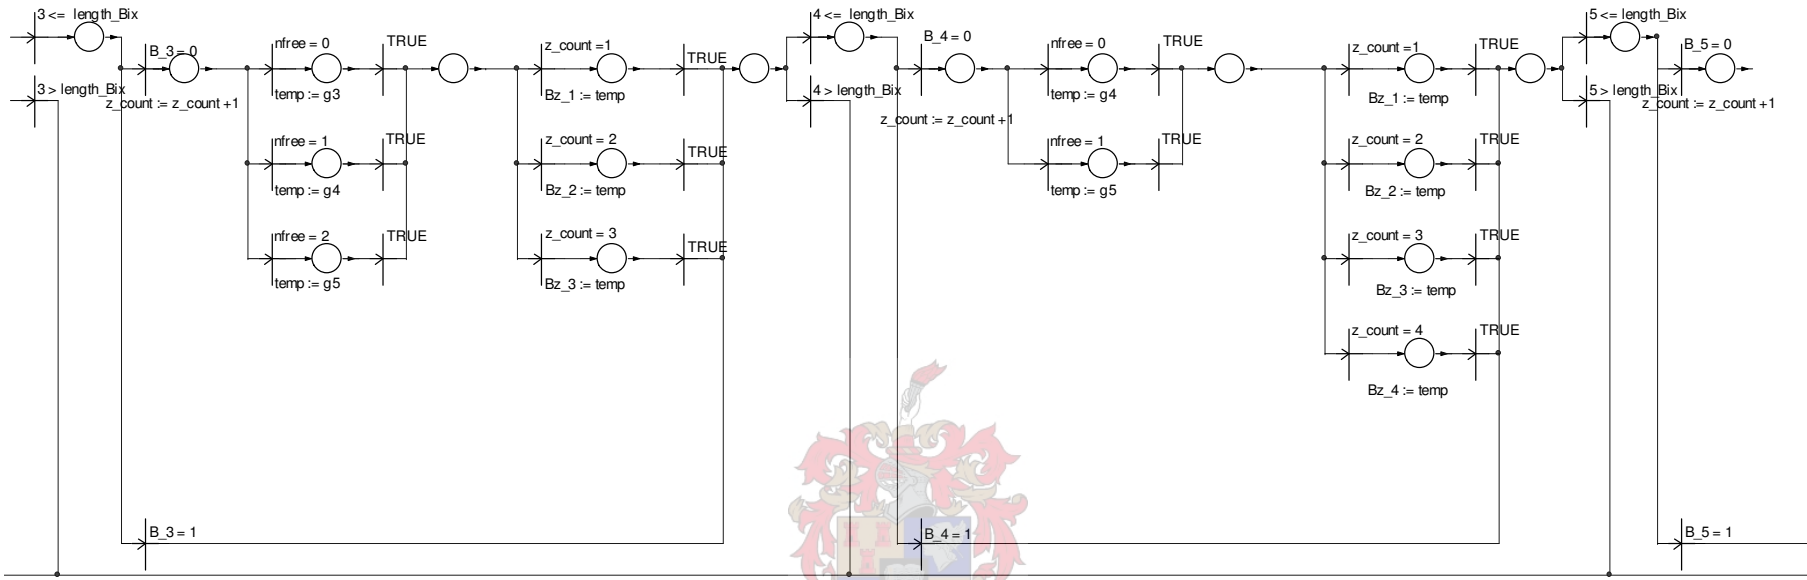 3 <= length_Bix
B_3 = 0
nfree = 0
TRUE
z_count =1
TRUE
4 <= length_Bix
B_4 = 0
nfree = 0
TRUE
z_count =1
TRUE
5 <= length_Bix
B_5 = 0
3 > length_Bix
z_count := z_count +1
temp := g3
Bz_1 := temp
4 > length_Bix
z_count := z_count +1
temp := g4
Bz_1 := temp
5 > length_Bix
z_count := z_count +1
nfree = 1
TRUE
z_count = 2
TRUE
nfree = 1
TRUE
z_count = 2
TRUE
temp := g4
Bz_2 := temp
temp := g5
Bz_2 := temp
nfree = 2
TRUE
z_count = 3
TRUE
z_count = 3
TRUE
temp := g5
Bz_3 := temp
Bz_3 := temp
z_count = 4
TRUE
Bz_4 := temp
B_3 = 1
B_4 = 1
B_5 = 1